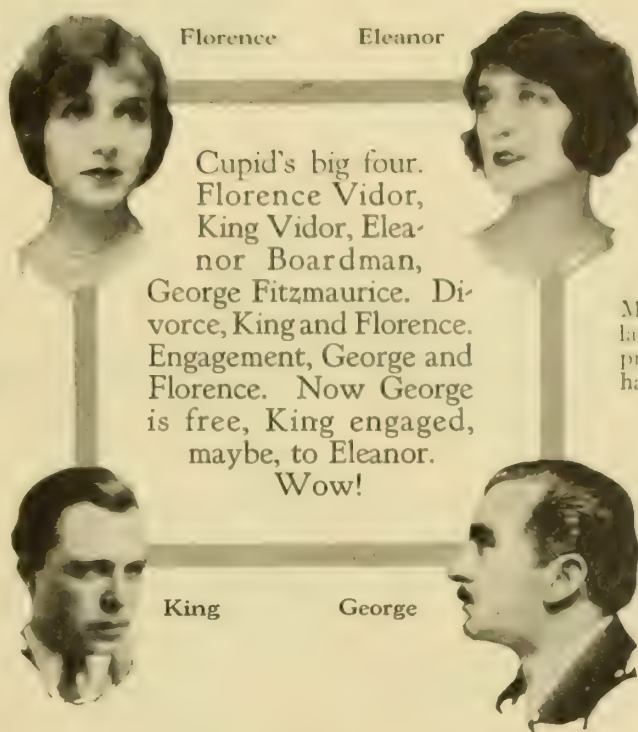 Florence Eleanor
Cupid's big four.
Florence Vidor,
King Vidor, Elea-
nor Boardman,
George Fitzmaurice. Di-
vorce, King and Florence.
Engagement, George and
Florence. Now George
is free, King engaged,
maybe, to Eleanor.
Wow!
King George